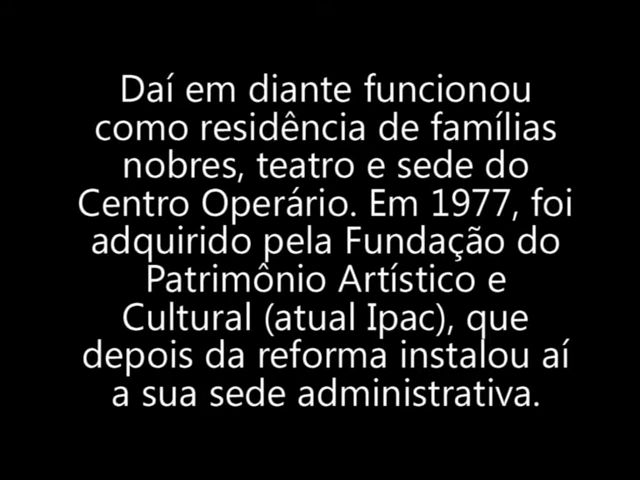 Daí em diante funcionou
como residência de famílias
nobres, teatro e sede do
Centro Operário. Em 1977, foi
adquirido pela Fundação do
Patrimônio Artístico e
Cultural (atual Ipac), que
depois da reforma instalou aí
a sua sede administrativa.